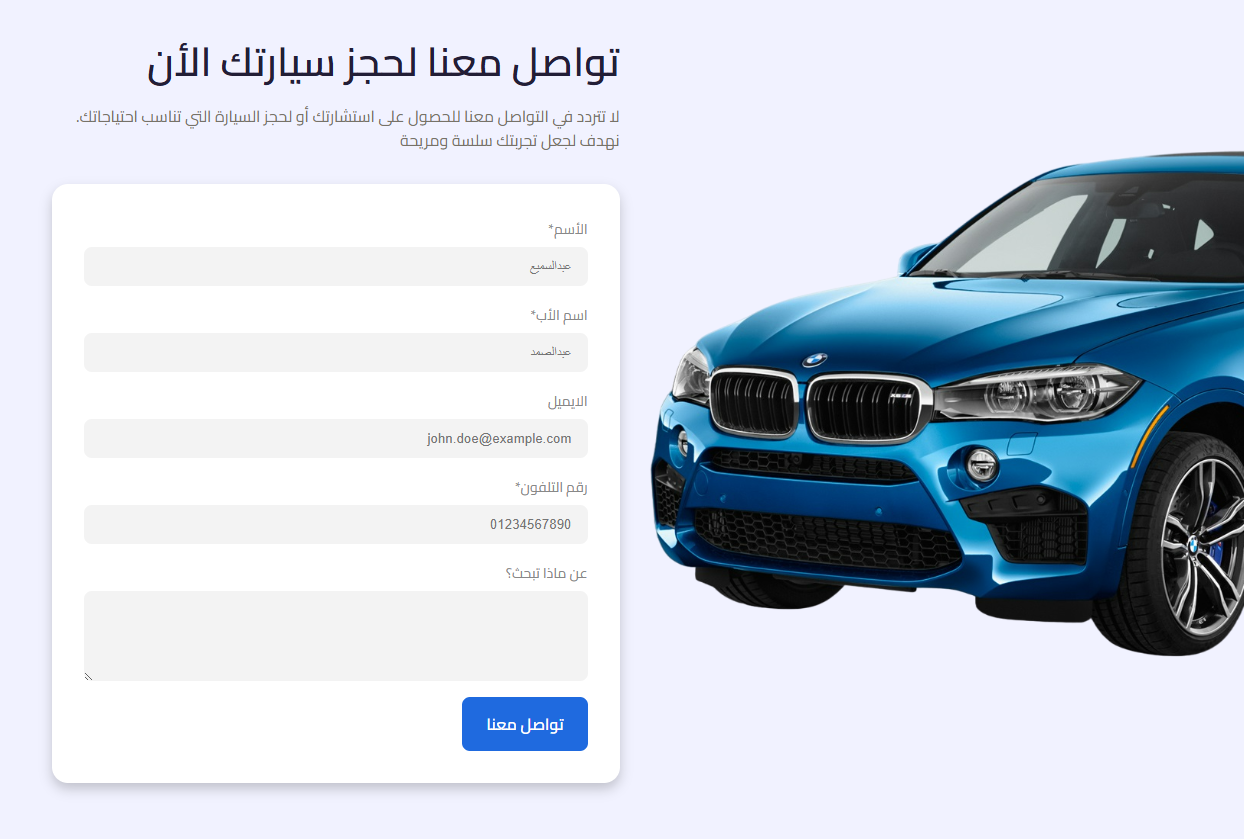 تواصل معنا لحجز سيارتك الأن
لا تتردد في التواصل معنا للحصول على استشارتك أو لحجز السيارة التي تناسب احتياجاتك.
نهدف لجعل تجربتك سلسة ومريحة
الأسم*
عبدالسميع
اسم الأب*
عبدالصمد
الايميل
john.doe@example.com
رقم التلفون*
01234567890
عن ماذا تبحث؟
تواصل معنا